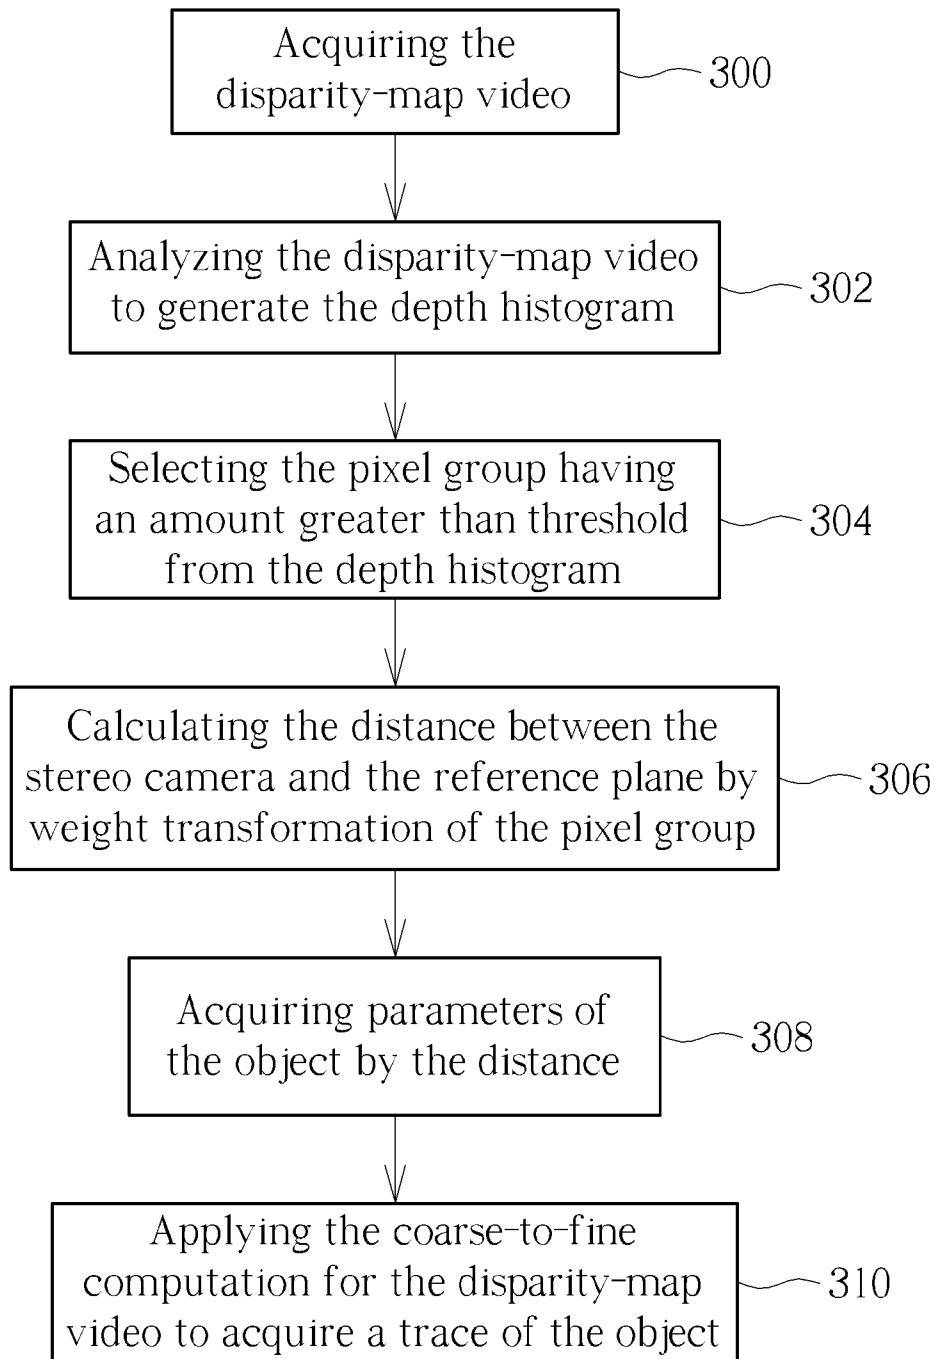 Acquiring the
disparity-map video
300
Analyzing the disparity-map video
to generate the depth histogram
302
Selecting the pixel group having
an amount greater than threshold
from the depth histogram
304
Calculating the distance between the
stereo camera and the reference plane by
weight transformation of the pixel group
306
Acquiring parameters of
the object by the distance
308
Applying the coarse-to-fine
computation for the disparity-map
video to acquire a trace of the object
310